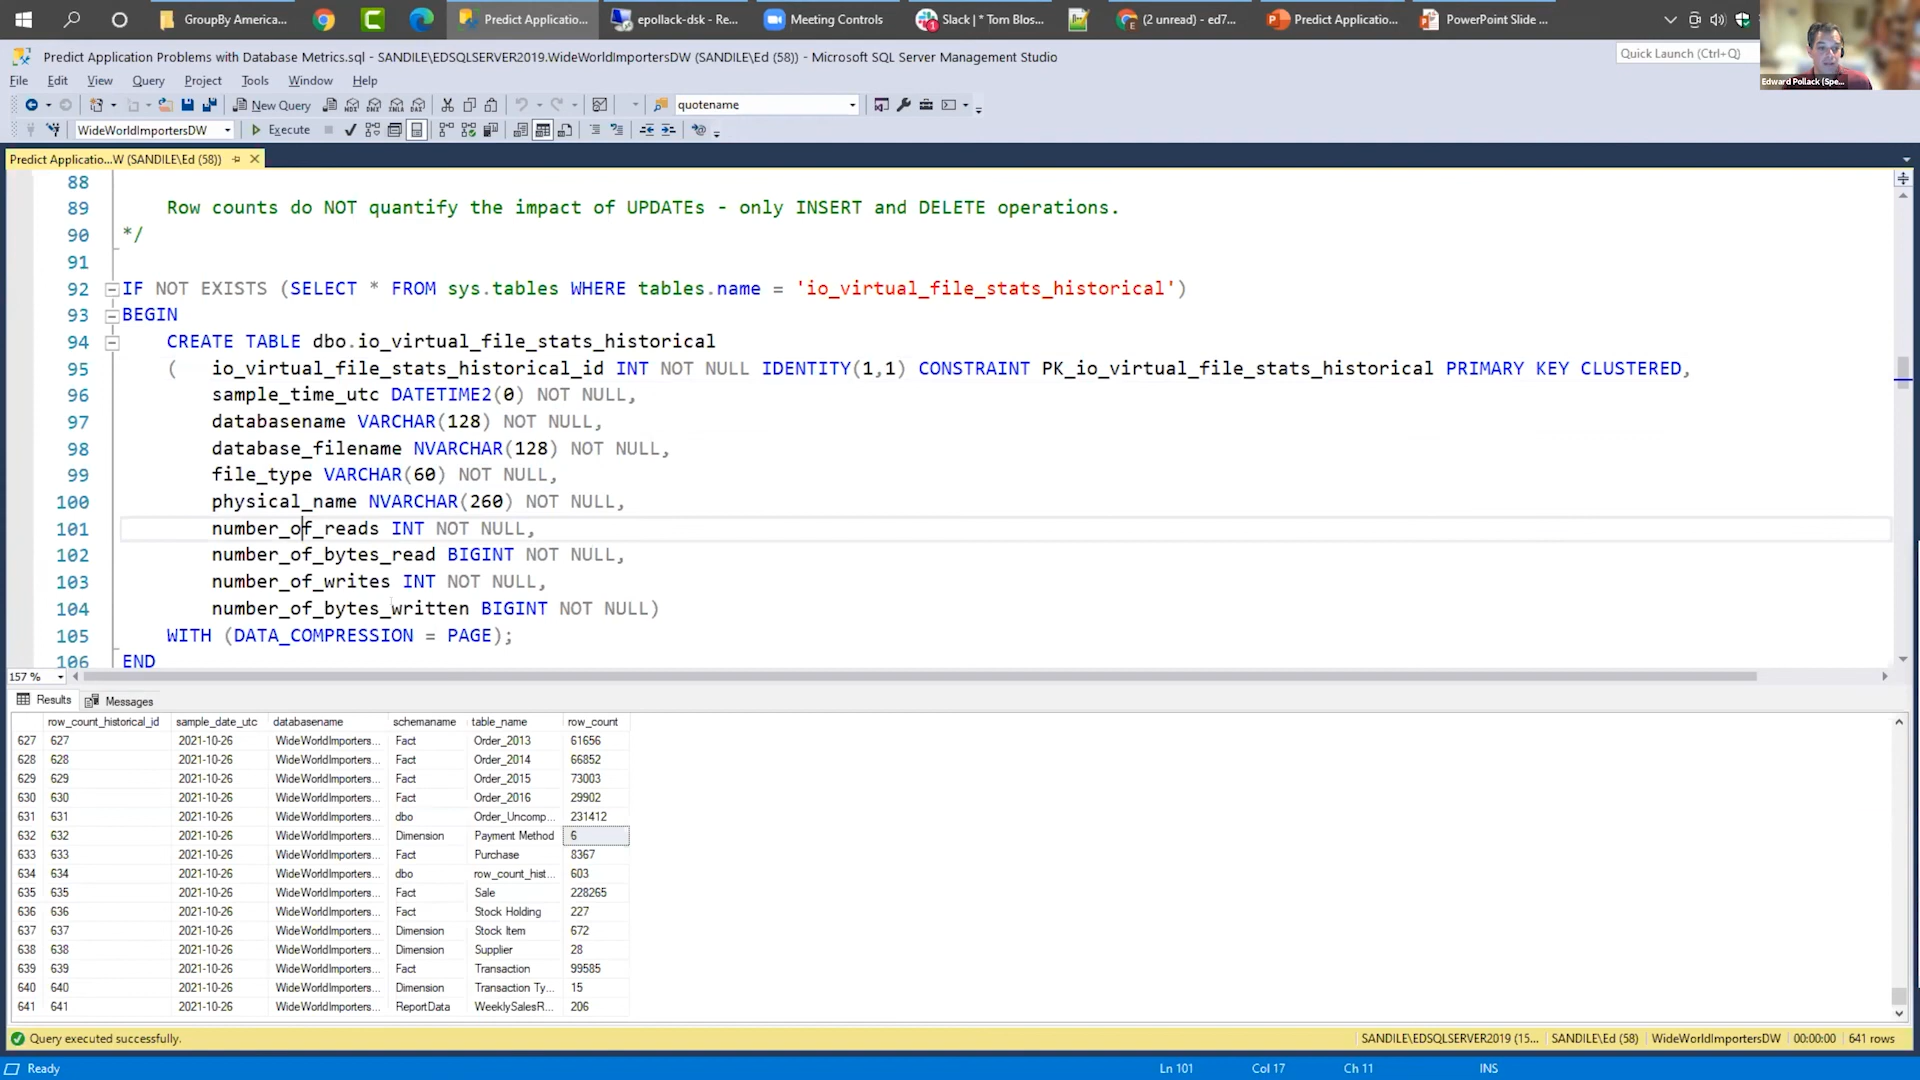 GroupBy America...
Predict Applicatio...
epollack-dsk - Re...
Meeting Controls
Slack | * Tom Blos...
(2 unread) - ed7...
Predict Applicatio...
PowerPoint Slide ...
Predict Application Problems with Database Metrics.sql - SANDILE\EDSQLSERVER2019.WideWorldImportersDW (SANDILE\Ed (58)) - Microsoft SQL Server Management Studio
Quick Launch (Ctrl+Q)
Edward Pollack (Spe...
File Edit View Query Project Tools Window Help
New Query
quotename
WideWorldImportersDW
Execute
Predict Applicatio...W (SANDILE\Ed (58))
88
89 Row counts do NOT quantify the impact of UPDATEs - only INSERT and DELETE operations.
90 */
91
92 IF NOT EXISTS (SELECT * FROM sys.tables WHERE tables.name = 'io_virtual_file_stats_historical')
93 BEGIN
94 CREATE TABLE dbo.io_virtual_file_stats_historical
95 ( io_virtual_file_stats_historical_id INT NOT NULL IDENTITY(1,1) CONSTRAINT PK_io_virtual_file_stats_historical PRIMARY KEY CLUSTERED,
96 sample_time_utc DATETIME2(0) NOT NULL,
97 databasename VARCHAR(128) NOT NULL,
98 database_filename NVARCHAR(128) NOT NULL,
99 file_type VARCHAR(60) NOT NULL,
100 physical_name NVARCHAR(260) NOT NULL,
101 number_of_reads INT NOT NULL,
102 number_of_bytes_read BIGINT NOT NULL,
103 number_of_writes INT NOT NULL,
104 number_of_bytes_written BIGINT NOT NULL)
105 WITH (DATA_COMPRESSION = PAGE);
106 END
157 %
Results Messages
row_count_historical_id sample_date_utc databasename schemaname table_name row_count
627 627 2021-10-26 WideWorldImporters... Fact Order_2013 61656
628 628 2021-10-26 WideWorldImporters... Fact Order_2014 66852
629 629 2021-10-26 WideWorldImporters... Fact Order_2015 73003
630 630 2021-10-26 WideWorldImporters... Fact Order_2016 29902
631 631 2021-10-26 WideWorldImporters... dbo Order_Uncomp... 231412
632 632 2021-10-26 WideWorldImporters... Dimension Payment Method 6
633 633 2021-10-26 WideWorldImporters... Fact Purchase 8367
634 634 2021-10-26 WideWorldImporters... dbo row_count_hist... 603
635 635 2021-10-26 WideWorldImporters... Fact Sale 228265
636 636 2021-10-26 WideWorldImporters... Fact Stock Holding 227
637 637 2021-10-26 WideWorldImporters... Dimension Stock Item 672
638 638 2021-10-26 WideWorldImporters... Dimension Supplier 28
639 639 2021-10-26 WideWorldImporters... Fact Transaction 99585
640 640 2021-10-26 WideWorldImporters... Dimension Transaction Ty... 15
641 641 2021-10-26 WideWorldImporters... ReportData WeeklySalesR... 206
Query executed successfully.
SANDILE\EDSQLSERVER2019 (15... SANDILE\Ed (58) WideWorldImportersDW 00:00:00 641 rows
Ready
Ln 101 Col 17 Ch 11 INS